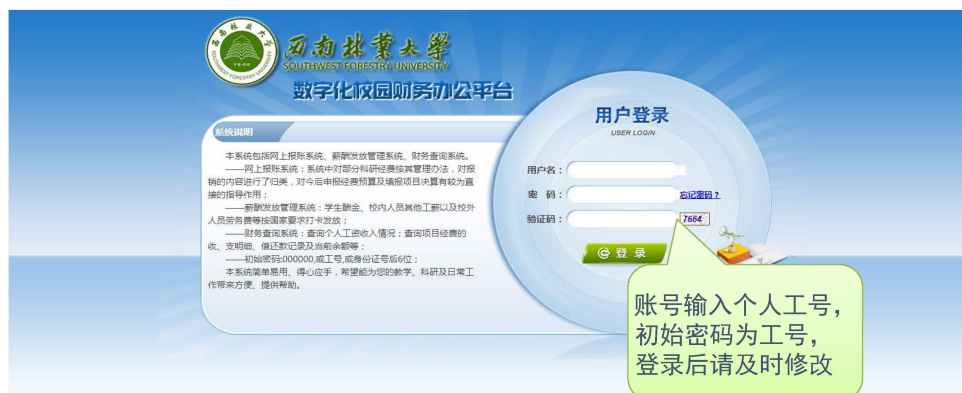 西南林業大學
SOUTHWEST FORESTRY UNIVERSITY
数字化校园财务办公平台
系统说明
本系统包括网上报账系统、薪酬发放管理系统、财务查询系统。
——网上报账系统：系统中对部分科研经费按其管理办法，对报
销的内容进行了归类，对今后申报经费预算及填报项目决算有较为直
接的指导作用；
——薪酬发放管理系统：学生酬金、校内人员其他工薪以及校外
人员劳务费等按国家要求打卡发放；
——财务查询系统：查询个人工资收入情况；查询项目经费的
收、支明细、借还款记录及当前余额等；
——初始密码:000000,或工号,或身份证号后6位；
本系统简单易用、得心应手，希望能为您的教学、科研及日常工
作带来方便、提供帮助。
用户登录
USER LOGIN
用户名：
密 码：
忘记密码？
验证码：
7664
登 录
账号输入个人工号，
初始密码为工号，
登录后请及时修改